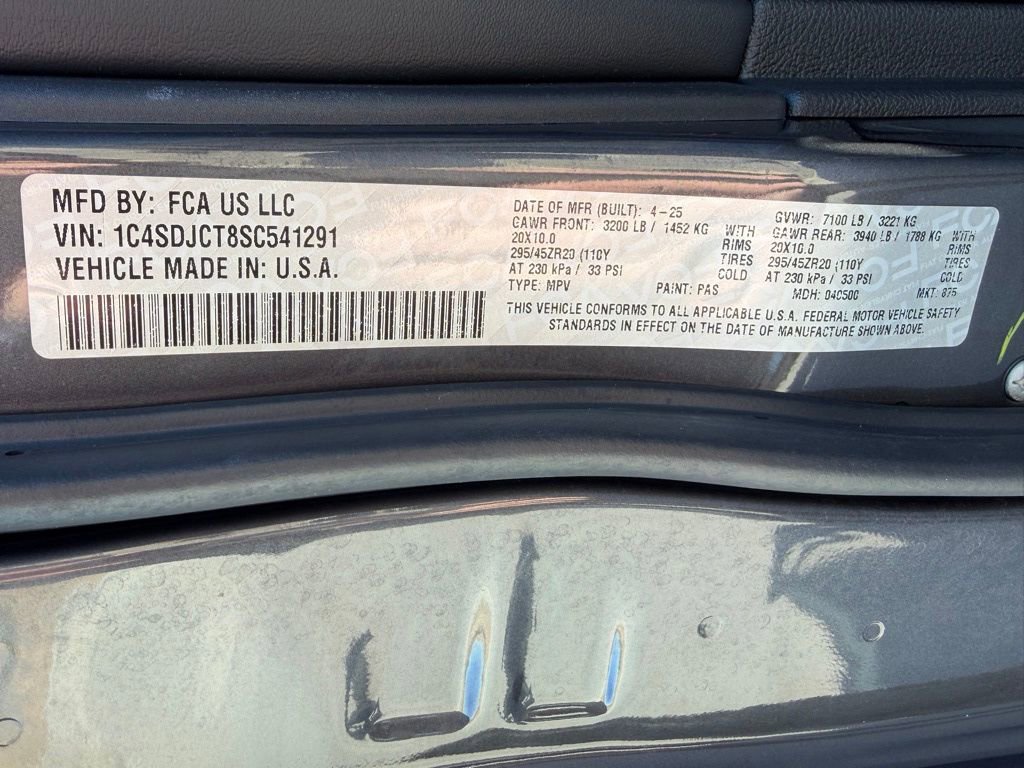 MFD BY: FCA US LLC
VIN: 1C4SDJCT8SC541291
VEHICLE MADE IN: U.S.A.
DATE OF MFR (BUILT): 4-25 GVWR: 7100 LB / 3221 KG
GAWR FRONT: 3200 LB / 1452 KG WITH GAWR REAR: 3940 LB / 1788 KG WITH
20X10.0 RIMS 20X10.0 RIMS
295/45ZR20 (110Y TIRES 295/45ZR20 (110Y TIRES
AT 230 kPa / 33 PSI COLD AT 230 kPa / 33 PSI COLD
TYPE: MPV PAINT: PAS MDH: 040500 MKT: 875
THIS VEHICLE CONFORMS TO ALL APPLICABLE U.S.A. FEDERAL MOTOR VEHICLE SAFETY
STANDARDS IN EFFECT ON THE DATE OF MANUFACTURE SHOWN ABOVE.